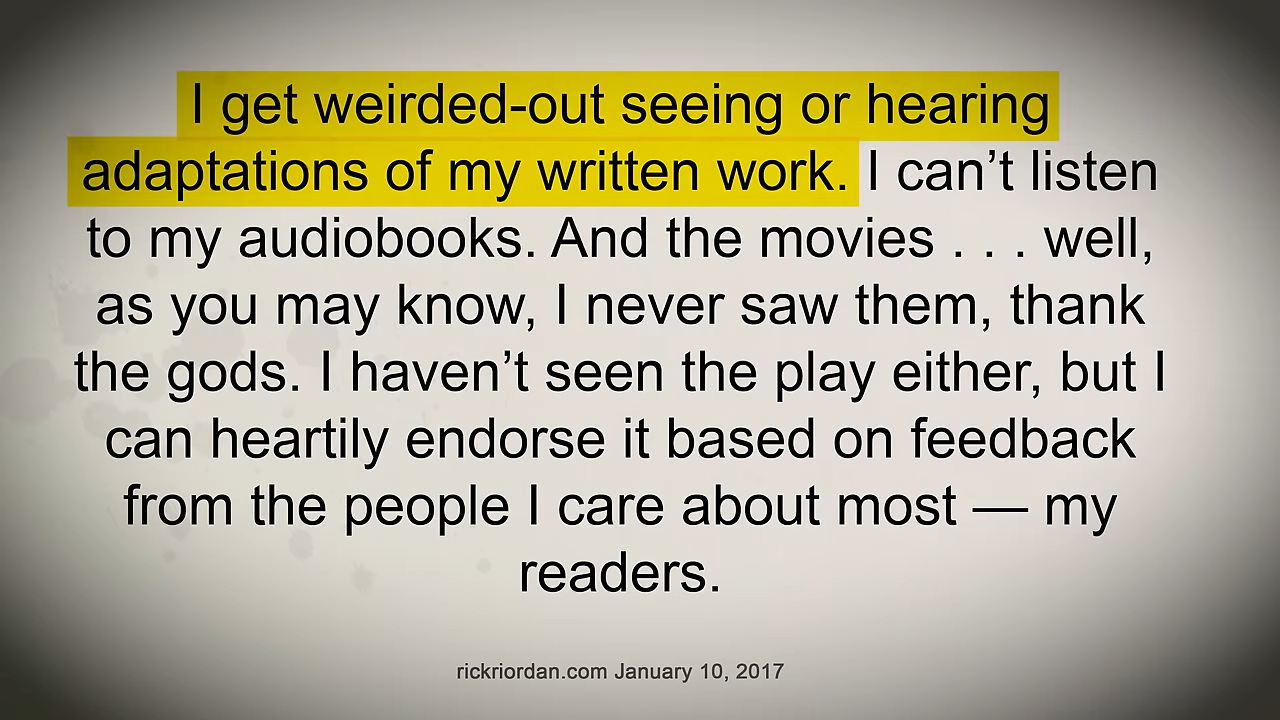 I get weirded-out seeing or hearing
adaptations of my written work. I can’t listen
to my audiobooks. And the movies . . . well,
as you may know, I never saw them, thank
the gods. I haven’t seen the play either, but I
can heartily endorse it based on feedback
from the people I care about most — my
readers.
rickriordan.com January 10, 2017